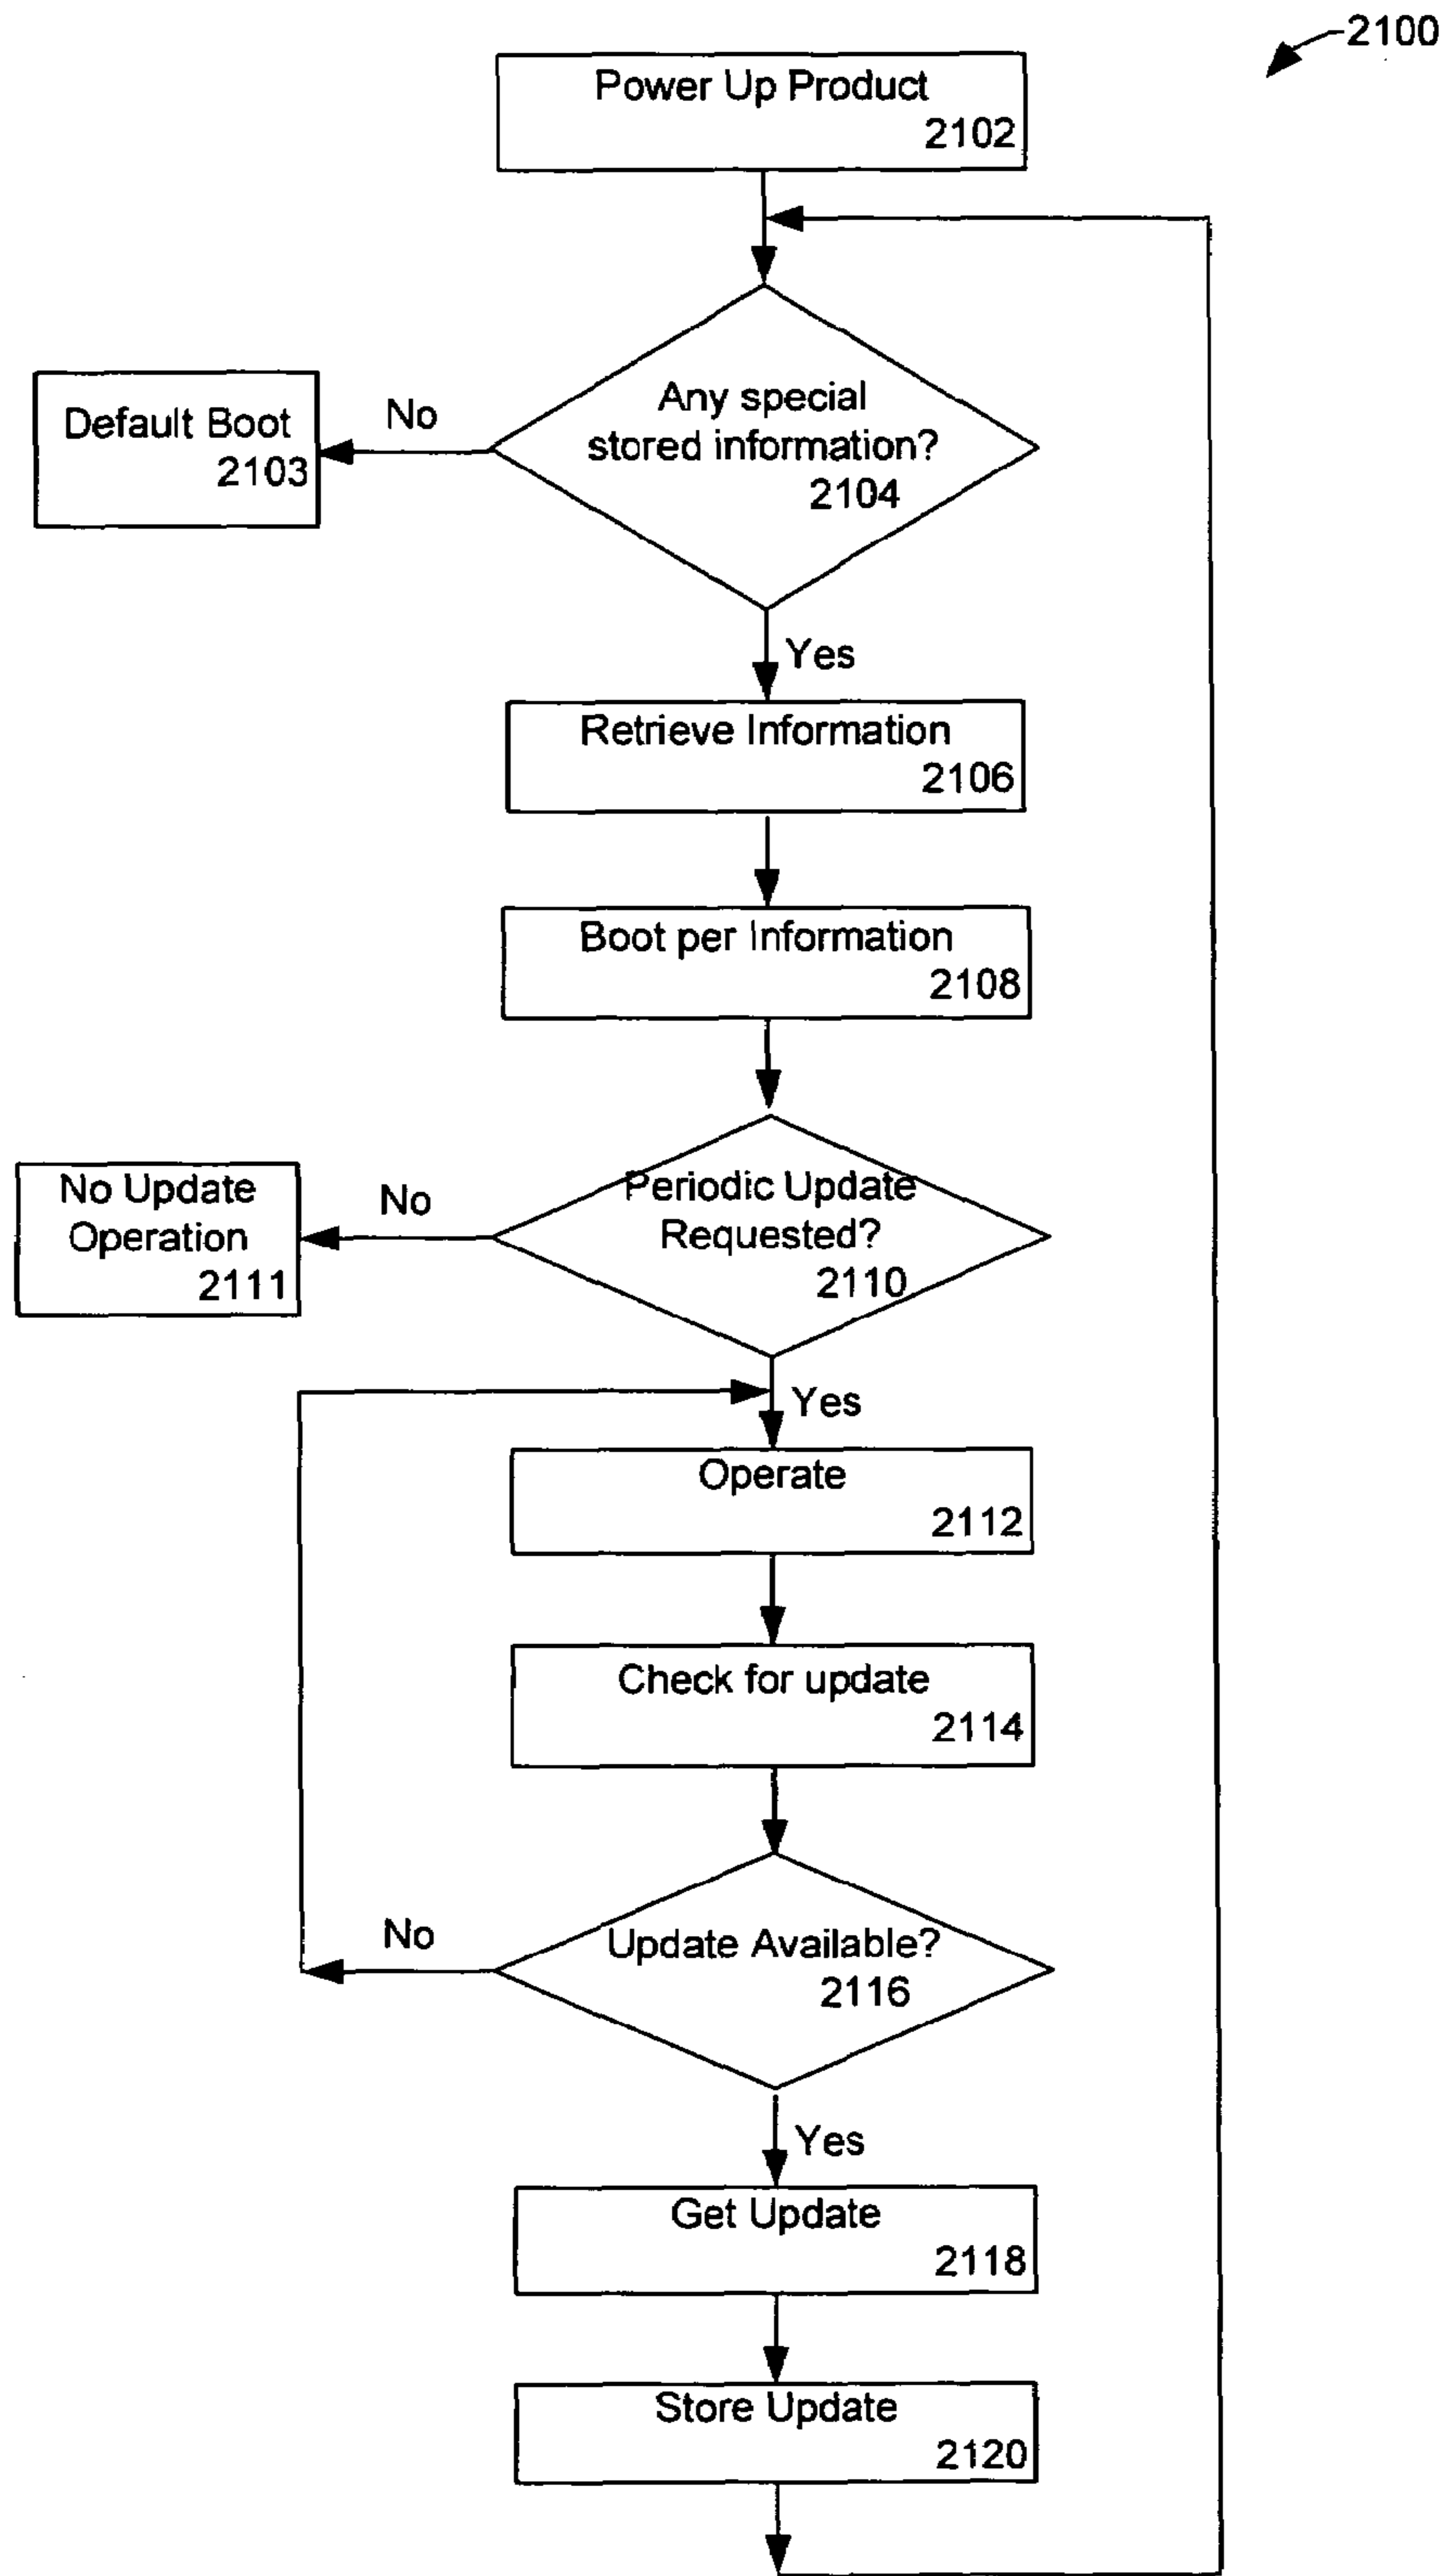 2100
Power Up Product
2102
Any special
stored information?
2104
No
Default Boot
2103
Yes
Retrieve Information
2106
Boot per Information
2108
Periodic Update
Requested?
2110
No
No Update
Operation
2111
Yes
Operate
2112
Check for update
2114
Update Available?
2116
No
Yes
Get Update
2118
Store Update
2120